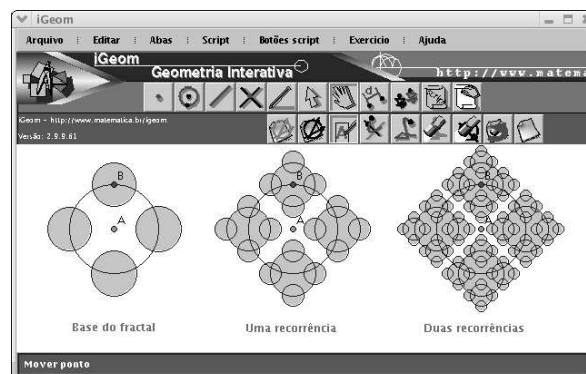 iGeom
Arquivo Editar Abas Script Botões script Exercicio Ajuda
iGeom
Geometria Interativa
http://www.matema
iGeom - http://www.matematica.br/igeom
Versão: 2.9.9.61
B
A
B
A
B
A
Base do fractal
Uma recorrência
Duas recorrências
Mover ponto